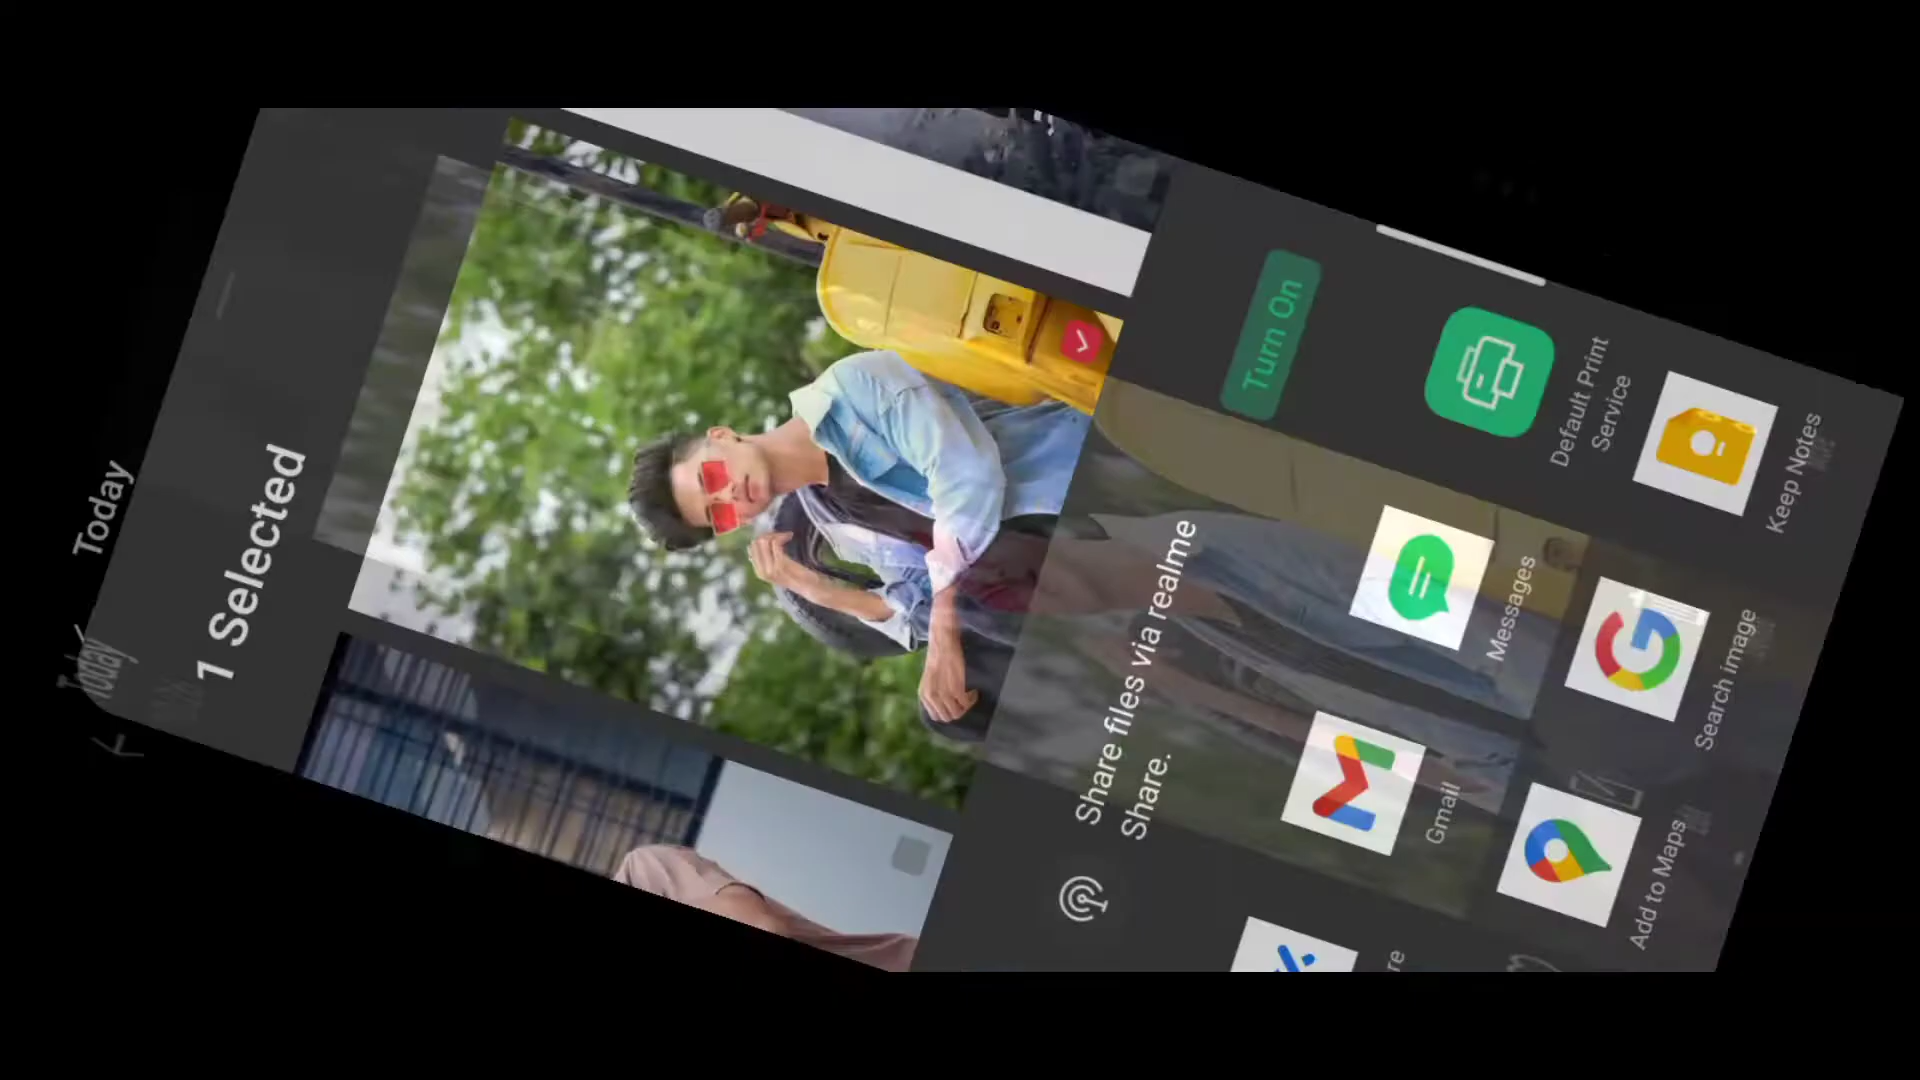 Today
Today
1 Selected
Share files via realme
Share.
Turn On
Gmail
Messages
Default Print
Service
Add to Maps
Search image
Keep Notes